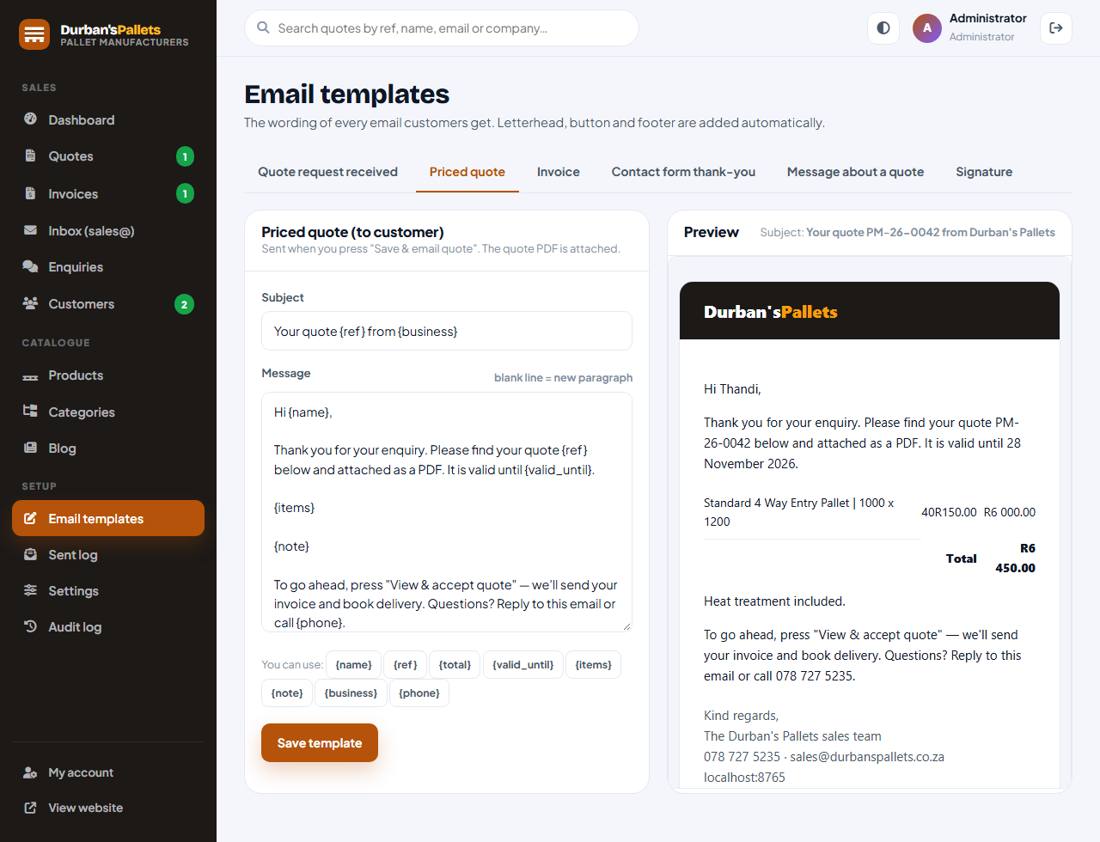 Durban'sPallets
PALLET MANUFACTURERS
SALES
Dashboard
Quotes 1
Invoices 1
Inbox (sales@)
Enquiries
Customers 2
CATALOGUE
Products
Categories
Blog
SETUP
Email templates
Sent log
Settings
Audit log
My account
View website
Search quotes by ref, name, email or company...
A
Administrator
Administrator
Email templates
The wording of every email customers get. Letterhead, button and footer are added automatically.
Quote request received Priced quote Invoice Contact form thank-you Message about a quote Signature
Priced quote (to customer)
Sent when you press "Save & email quote". The quote PDF is attached.
Subject
Your quote {ref} from {business}
Message blank line = new paragraph
Hi {name},
Thank you for your enquiry. Please find your quote {ref}
below and attached as a PDF. It is valid until {valid_until}.
{items}
{note}
To go ahead, press "View & accept quote" — we'll send your
invoice and book delivery. Questions? Reply to this email or
call {phone}.
You can use: {name} {ref} {total} {valid_until} {items}
{note} {business} {phone}
Save template
Preview Subject: Your quote PM-26-0042 from Durban's Pallets
Durban'sPallets
Hi Thandi,
Thank you for your enquiry. Please find your quote PM-
26-0042 below and attached as a PDF. It is valid until 28
November 2026.
Standard 4 Way Entry Pallet | 1000 x
1200
40R150.00 R6 000.00
Total R6
450.00
Heat treatment included.
To go ahead, press "View & accept quote" — we'll send
your invoice and book delivery. Questions? Reply to this
email or call 078 727 5235.
Kind regards,
The Durban's Pallets sales team
078 727 5235 · sales@durbanspallets.co.za
localhost:8765